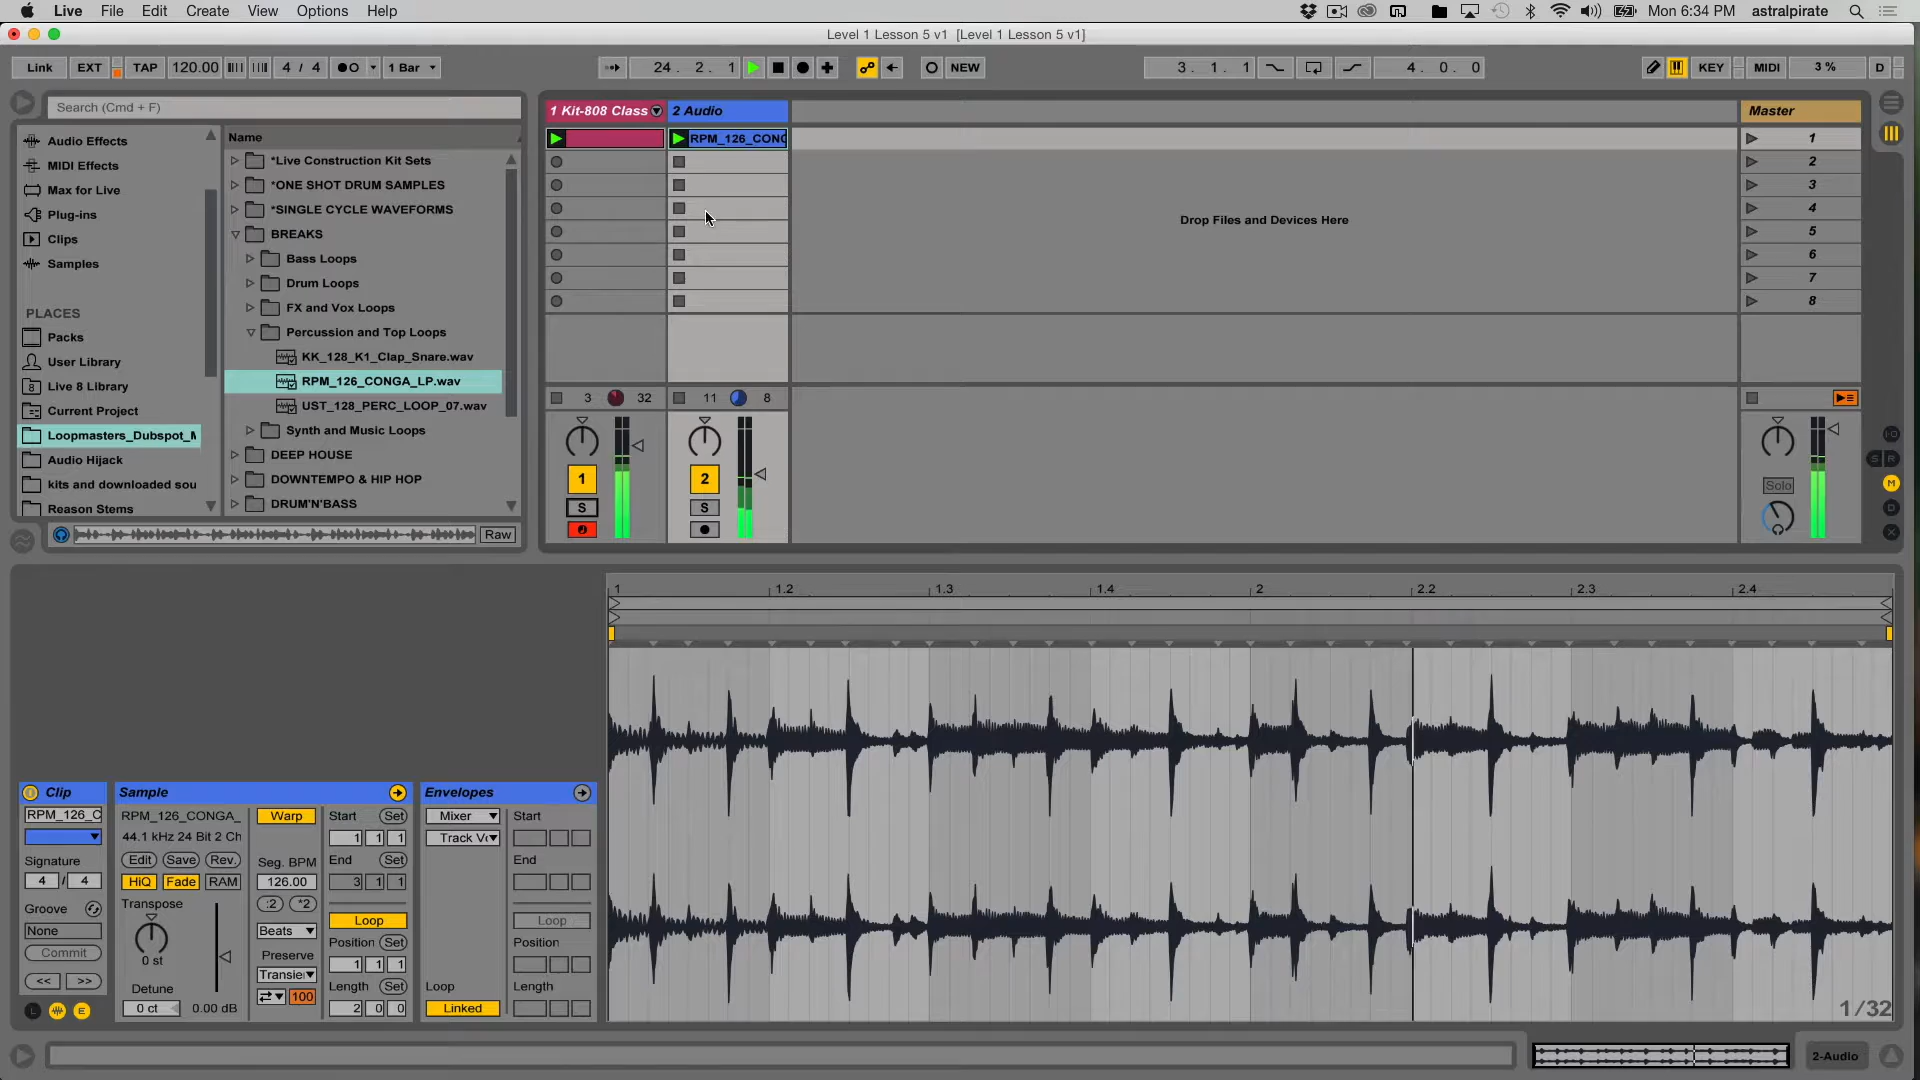 Live File Edit Create View Options Help Mon 6:34 PM astralpirate
Level 1 Lesson 5 v1 [Level 1 Lesson 5 v1]
Link EXT TAP 120.00 4 / 4 1 Bar 24. 2. 1 NEW 3. 1. 1 4. 0. 0 KEY MIDI 3 % D
Search (Cmd + F)
Audio Effects
MIDI Effects
Max for Live
Plug-ins
Clips
Samples
PLACES
Packs
User Library
Live 8 Library
Current Project
Loopmasters_Dubspot_M
Audio Hijack
kits and downloaded sou
Reason Stems
Name
*Live Construction Kit Sets
*ONE SHOT DRUM SAMPLES
*SINGLE CYCLE WAVEFORMS
BREAKS
Bass Loops
Drum Loops
FX and Vox Loops
Percussion and Top Loops
KK_128_K1_Clap_Snare.wav
RPM_126_CONGA_LP.wav
UST_128_PERC_LOOP_07.wav
Synth and Music Loops
DEEP HOUSE
DOWNTEMPO & HIP HOP
DRUM'N'BASS
Raw
1 Kit-808 Class 2 Audio Master
RPM_126_CONG 1
2
3
4
5
6
7
8
Drop Files and Devices Here
3 32 11 8
1 2
S S Solo
S R
M
D
1 1.2 1.3 1.4 2 2.2 2.3 2.4
1/32
Clip
RPM_126_C
Signature
4 / 4
Groove
None
Commit
<< >>
L E
Sample
RPM_126_CONGA_
44.1 kHz 24 Bit 2 Ch
Edit Save Rev.
HiQ Fade RAM
Transpose
0 st
Detune
0 ct 0.00 dB
Warp
Seg. BPM
126.00
:2 *2
Beats
Preserve
Transie
100
Start Set
1 1 1
End Set
3 1 1
Loop
Position Set
1 1 1
Length Set
2 0 0
Envelopes
Mixer
Track Vo
Loop
Linked
Start
End
Loop
Position
Length
2-Audio